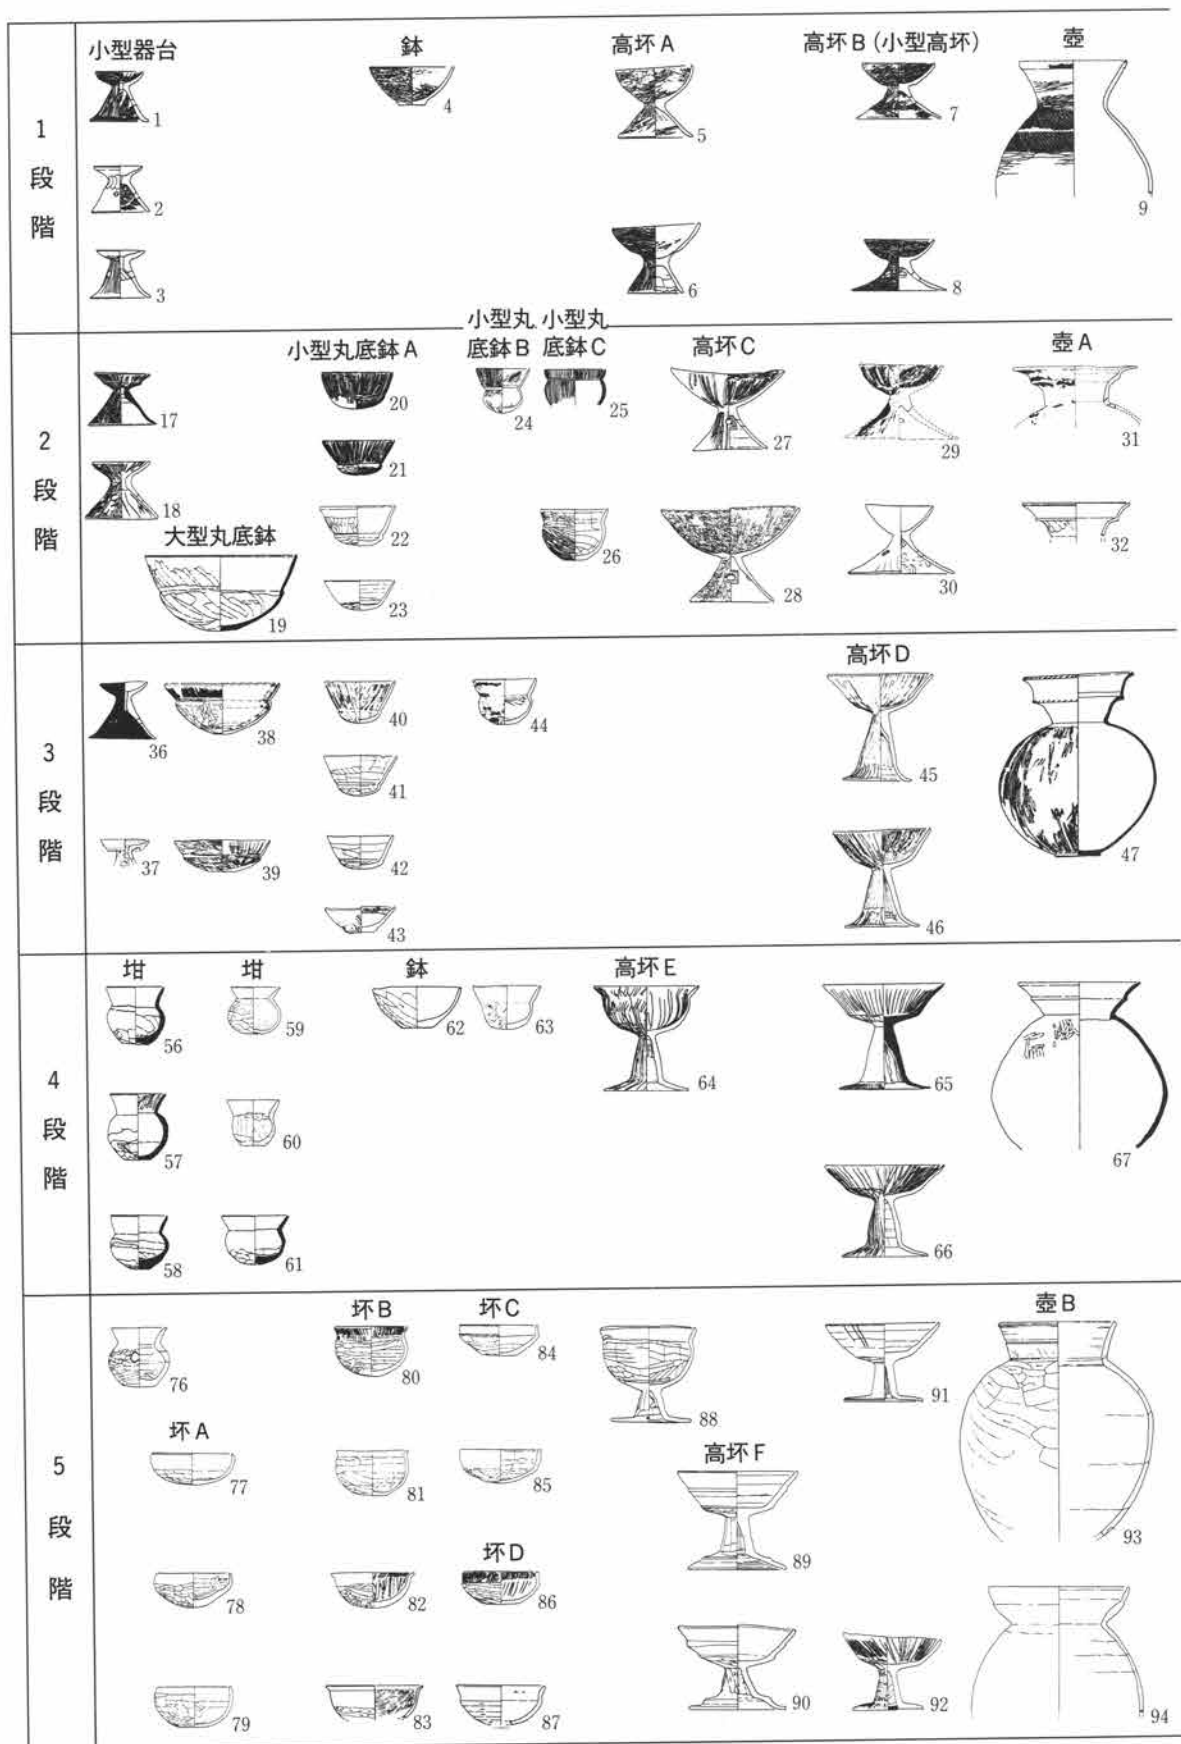 1段階
小型器台 鉢 高坏A 高坏B(小型高坏) 壺
1 4 5 7 9
2
3 6 8
2段階
小型丸底鉢A 小型丸底鉢B 小型丸底鉢C 高坏C 壺A
17 20 24 25 27 29 31
18 21
大型丸底鉢
19 22 26 28 30 32
23
3段階
高坏D
36 38 40 44 45 47
41
37 39 42 46
43
4段階
坩 坩 鉢 高坏E
56 59 62 63 64 65 67
57 60
58 61 66
5段階
坏B 坏C 壺B
76 80 84 88 91 93
坏A 高坏F
77 81 85 89
坏D
78 82 86
79 83 87 90 92 94